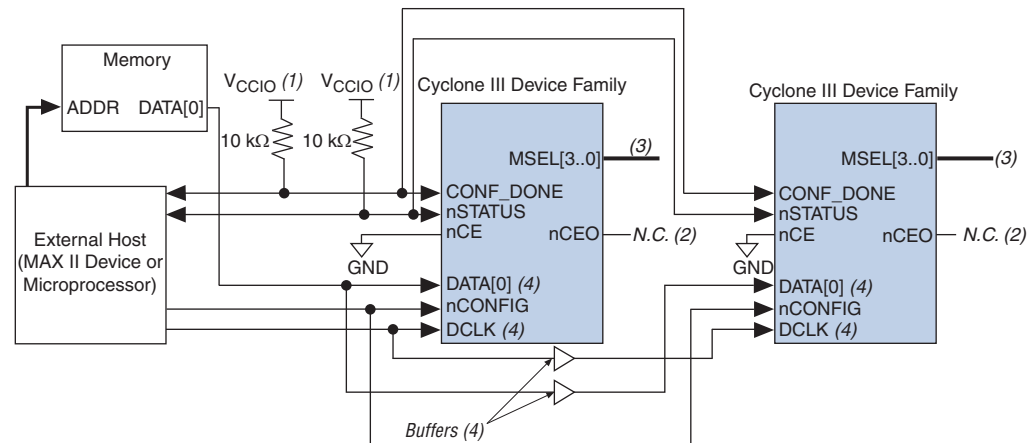 Memory
ADDR DATA[0]
VCCIO (1)
VCCIO (1)
10 kΩ
10 kΩ
Cyclone III Device Family
MSEL[3..0]
(3)
CONF_DONE
nSTATUS
nCE
nCEO
N.C. (2)
GND
DATA[0] (4)
nCONFIG
DCLK (4)
Cyclone III Device Family
MSEL[3..0]
(3)
CONF_DONE
nSTATUS
nCE
nCEO
N.C. (2)
GND
DATA[0] (4)
nCONFIG
DCLK (4)
External Host
(MAX II Device or
Microprocessor)
Buffers (4)